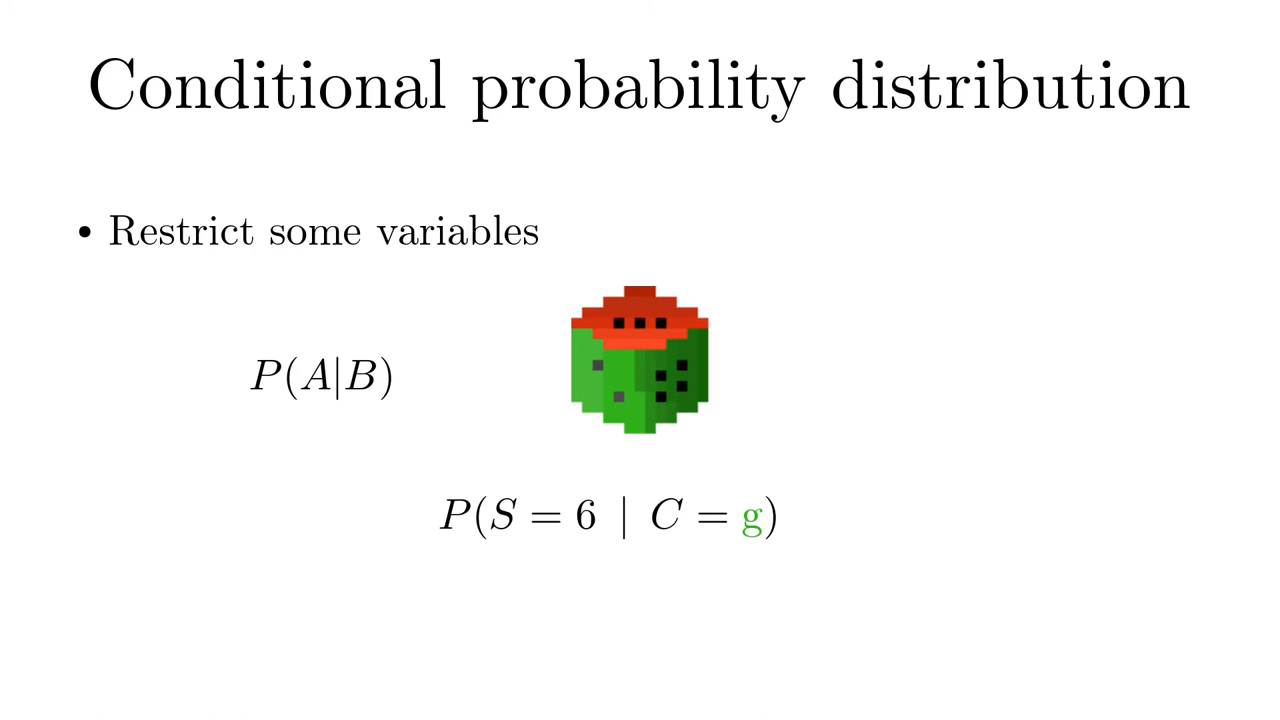 Conditional probability distribution
• Restrict some variables
P(A|B)
P(S = 6 | C = g)